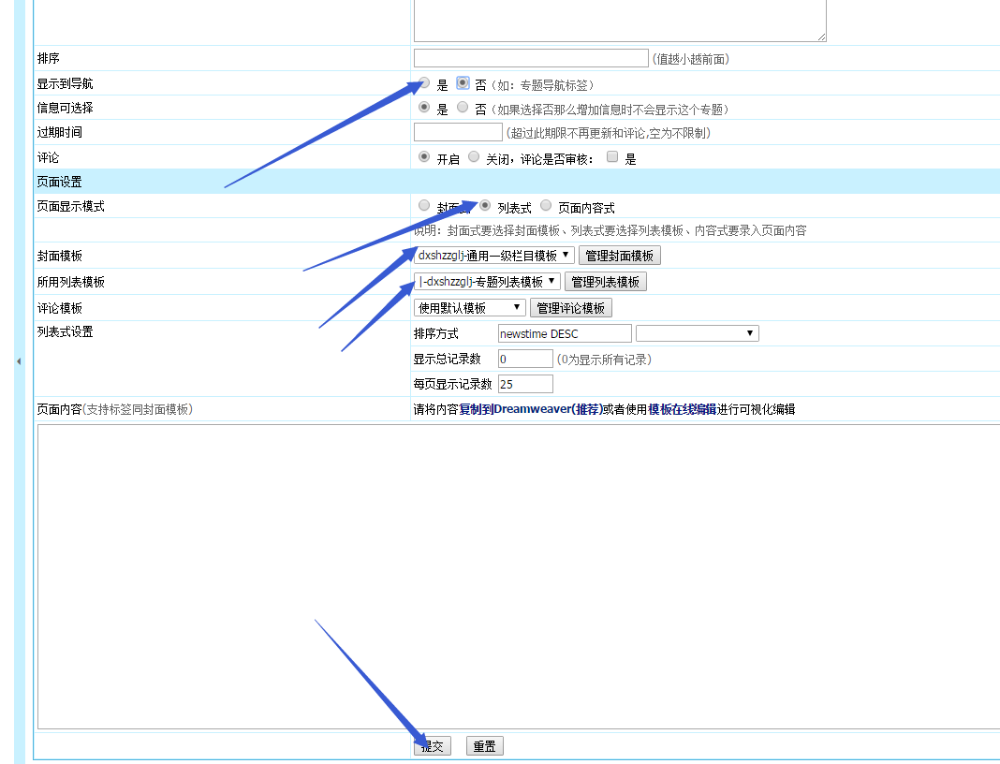 排序 (值越小越前面)
显示到导航 是 否 (如：专题导航标签)
信息可选择 是 否 (如果选择否那么增加信息时不会显示这个专题)
过期时间 (超过此期限不再更新和评论,空为不限制)
评论 开启 关闭，评论是否审核： 是
页面设置
页面显示模式 封面 列表式 页面内容式
说明：封面式要选择封面模板、列表式要选择列表模板、内容式要录入页面内容
封面模板 dxshzzglj-通用一级栏目模板 管理封面模板
所用列表模板 |-dxshzzglj-专题列表模板 管理列表模板
评论模板 使用默认模板 管理评论模板
列表式设置 排序方式 newstime DESC
显示总记录数 0 (0为显示所有记录)
每页显示记录数 25
页面内容(支持标签同封面模板) 请将内容复制到Dreamweaver(推荐)或者使用模板在线编辑进行可视化编辑
提交 重置